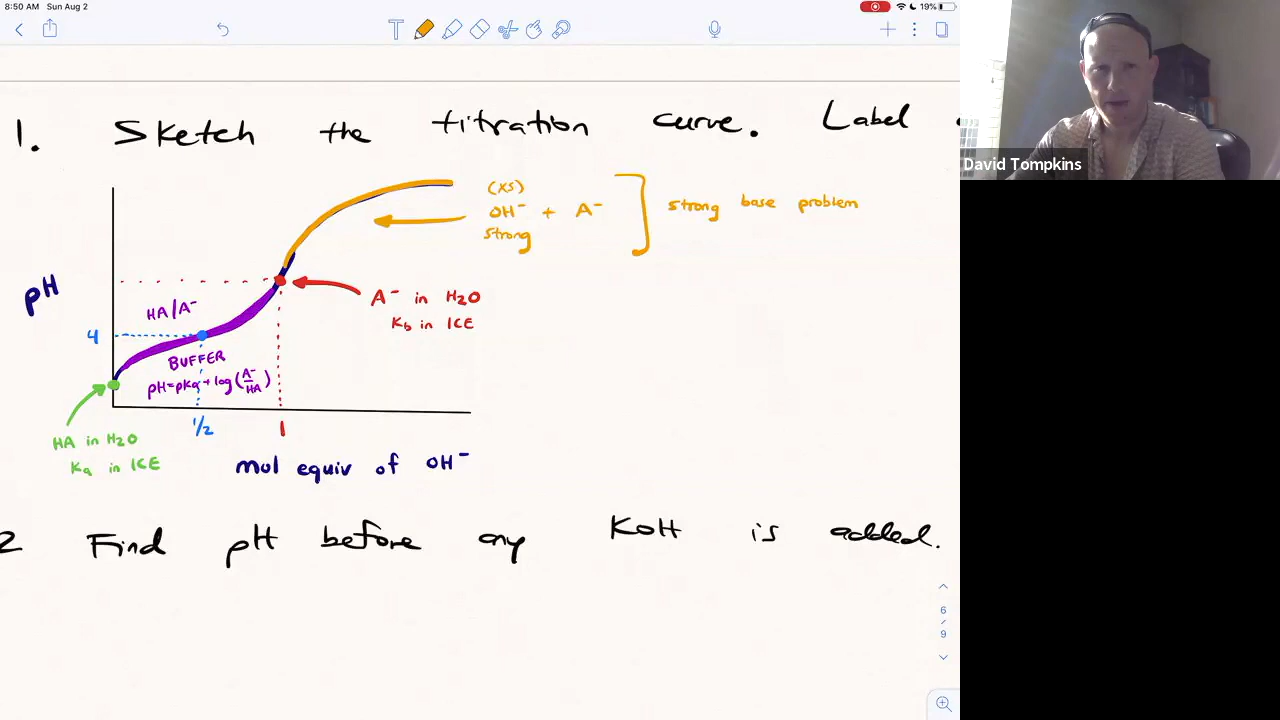 8:50 AM Sun Aug 2
19%
T
David Tompkins
1. Sketch the titration curve. Label
(XS)
OH⁻ + A⁻
strong
strong base problem
pH
HA/A⁻
A⁻ in H₂O
Kb in ICE
4
BUFFER
pH=pKa+log(A⁻/HA)
1/2
1
HA in H₂O
Ka in ICE
mol equiv of OH⁻
2 Find pH before any KOH is added.
6
/
9